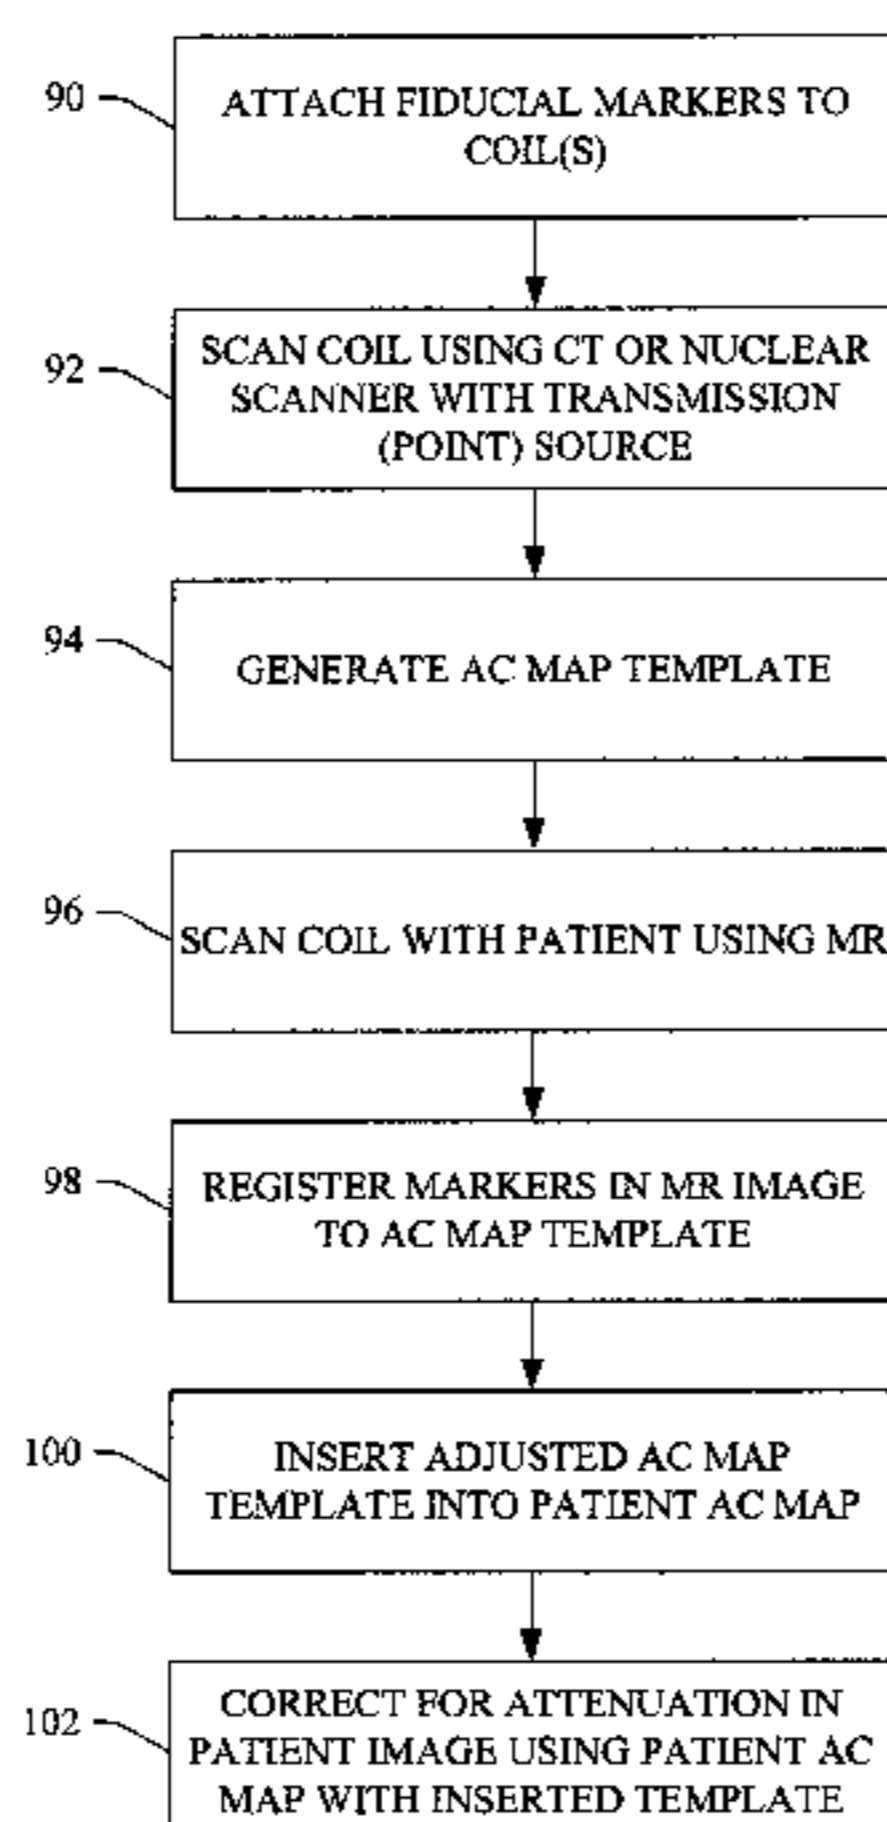 90
ATTACH FIDUCIAL MARKERS TO
COIL(S)
92
SCAN COIL USING CT OR NUCLEAR
SCANNER WITH TRANSMISSION
(POINT) SOURCE
94
GENERATE AC MAP TEMPLATE
96
SCAN COIL WITH PATIENT USING MR
98
REGISTER MARKERS IN MR IMAGE
TO AC MAP TEMPLATE
100
INSERT ADJUSTED AC MAP
TEMPLATE INTO PATIENT AC MAP
102
CORRECT FOR ATTENUATION IN
PATIENT IMAGE USING PATIENT AC
MAP WITH INSERTED TEMPLATE